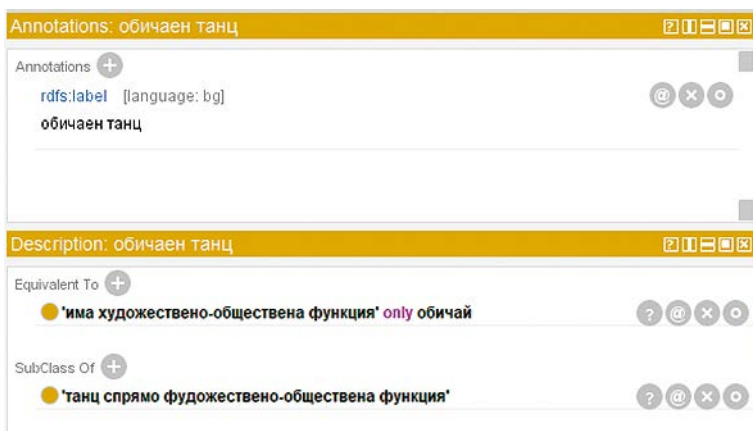 Annotations: обичаен танц
Annotations
rdfs:label [language: bg]
обичаен танц
Description: обичаен танц
Equivalent To
'има художествено-обществена функция' only обичай
SubClass Of
'танц спрямо фудожествено-обществена функция'